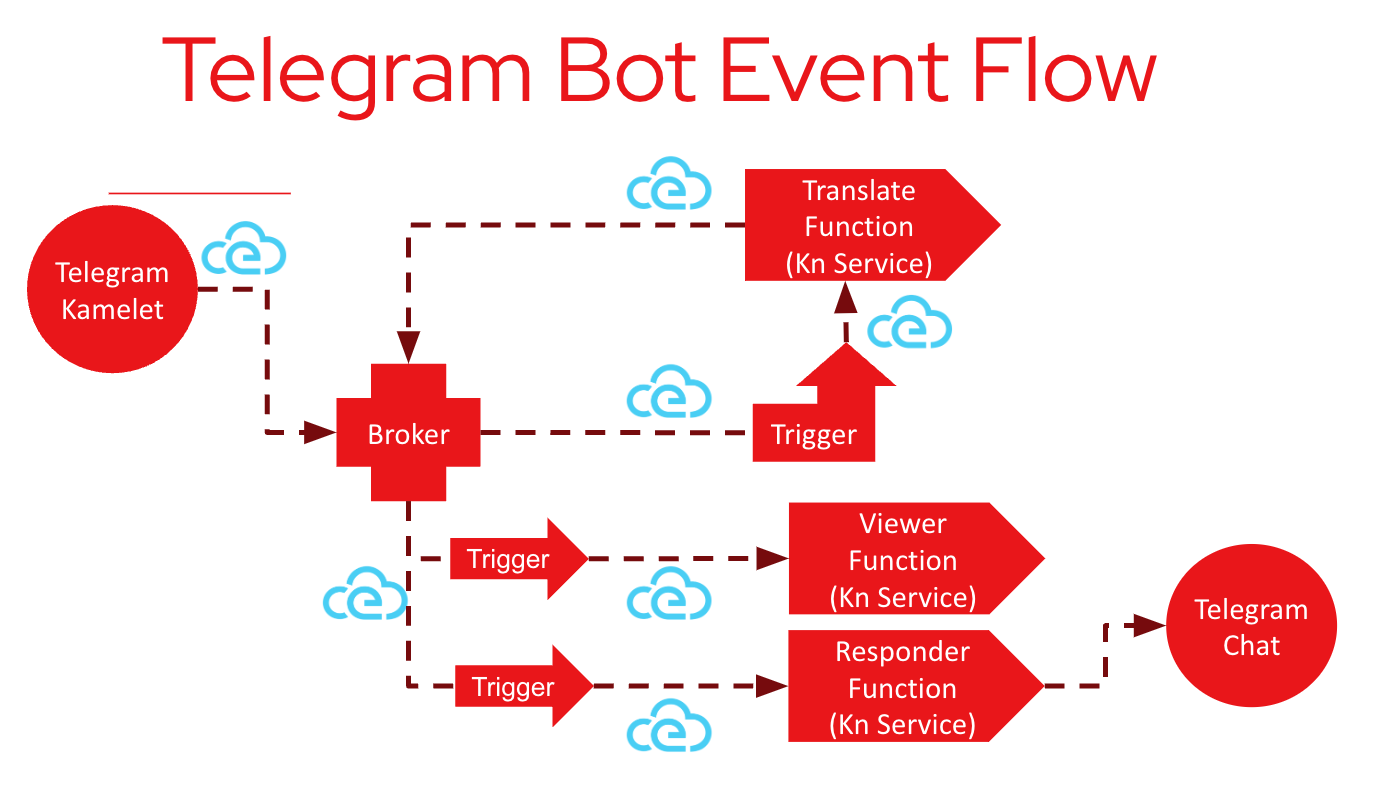 Telegram Bot Event Flow
Telegram
Kamelet
Translate
Function
(Kn Service)
Broker
Trigger
Trigger
Viewer
Function
(Kn Service)
Trigger
Responder
Function
(Kn Service)
Telegram
Chat